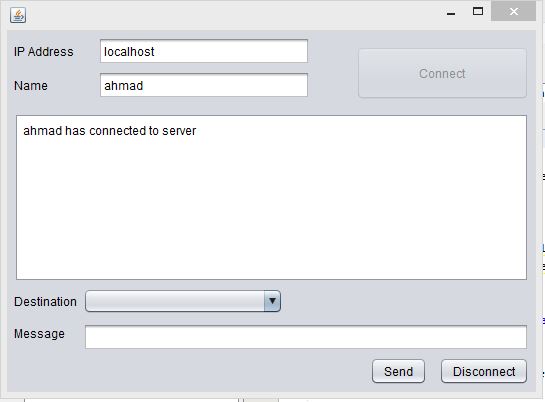 IP Address localhost
Connect
Name ahmad
ahmad has connected to server
Destination
Message
Send Disconnect